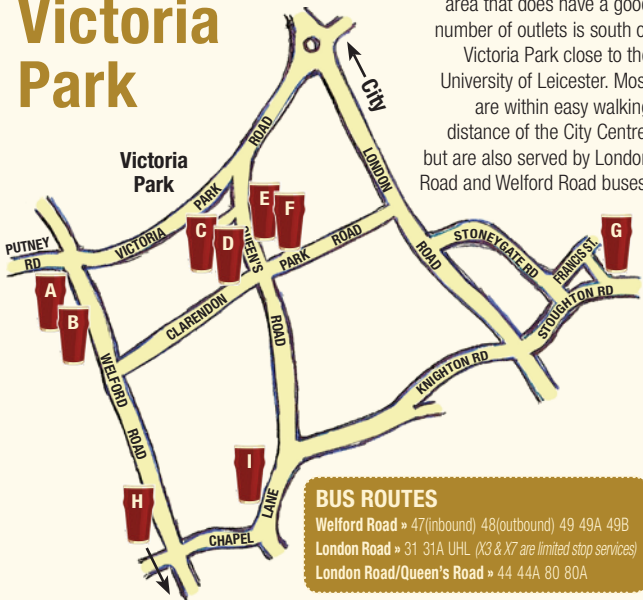 Victoria
Park
area that does have a good
number of outlets is south o
Victoria Park close to the
University of Leicester. Mos
are within easy walking
distance of the City Centre
but are also served by London
Road and Welford Road buses
City
Victoria
Park
VICTORIA PARK ROAD
LONDON ROAD
PUTNEY
RD
QUEEN'S ROAD
CLARENDON PARK ROAD
STONEYGATE RD
FRANCIS ST.
STOUGHTON RD
KNIGHTON RD
WELFORD ROAD
CHAPEL LANE
A
B
C
D
E
F
G
H
I
BUS ROUTES
Welford Road » 47(inbound) 48(outbound) 49 49A 49B
London Road » 31 31A UHL (X3 & X7 are limited stop services)
London Road/Queen's Road » 44 44A 80 80A